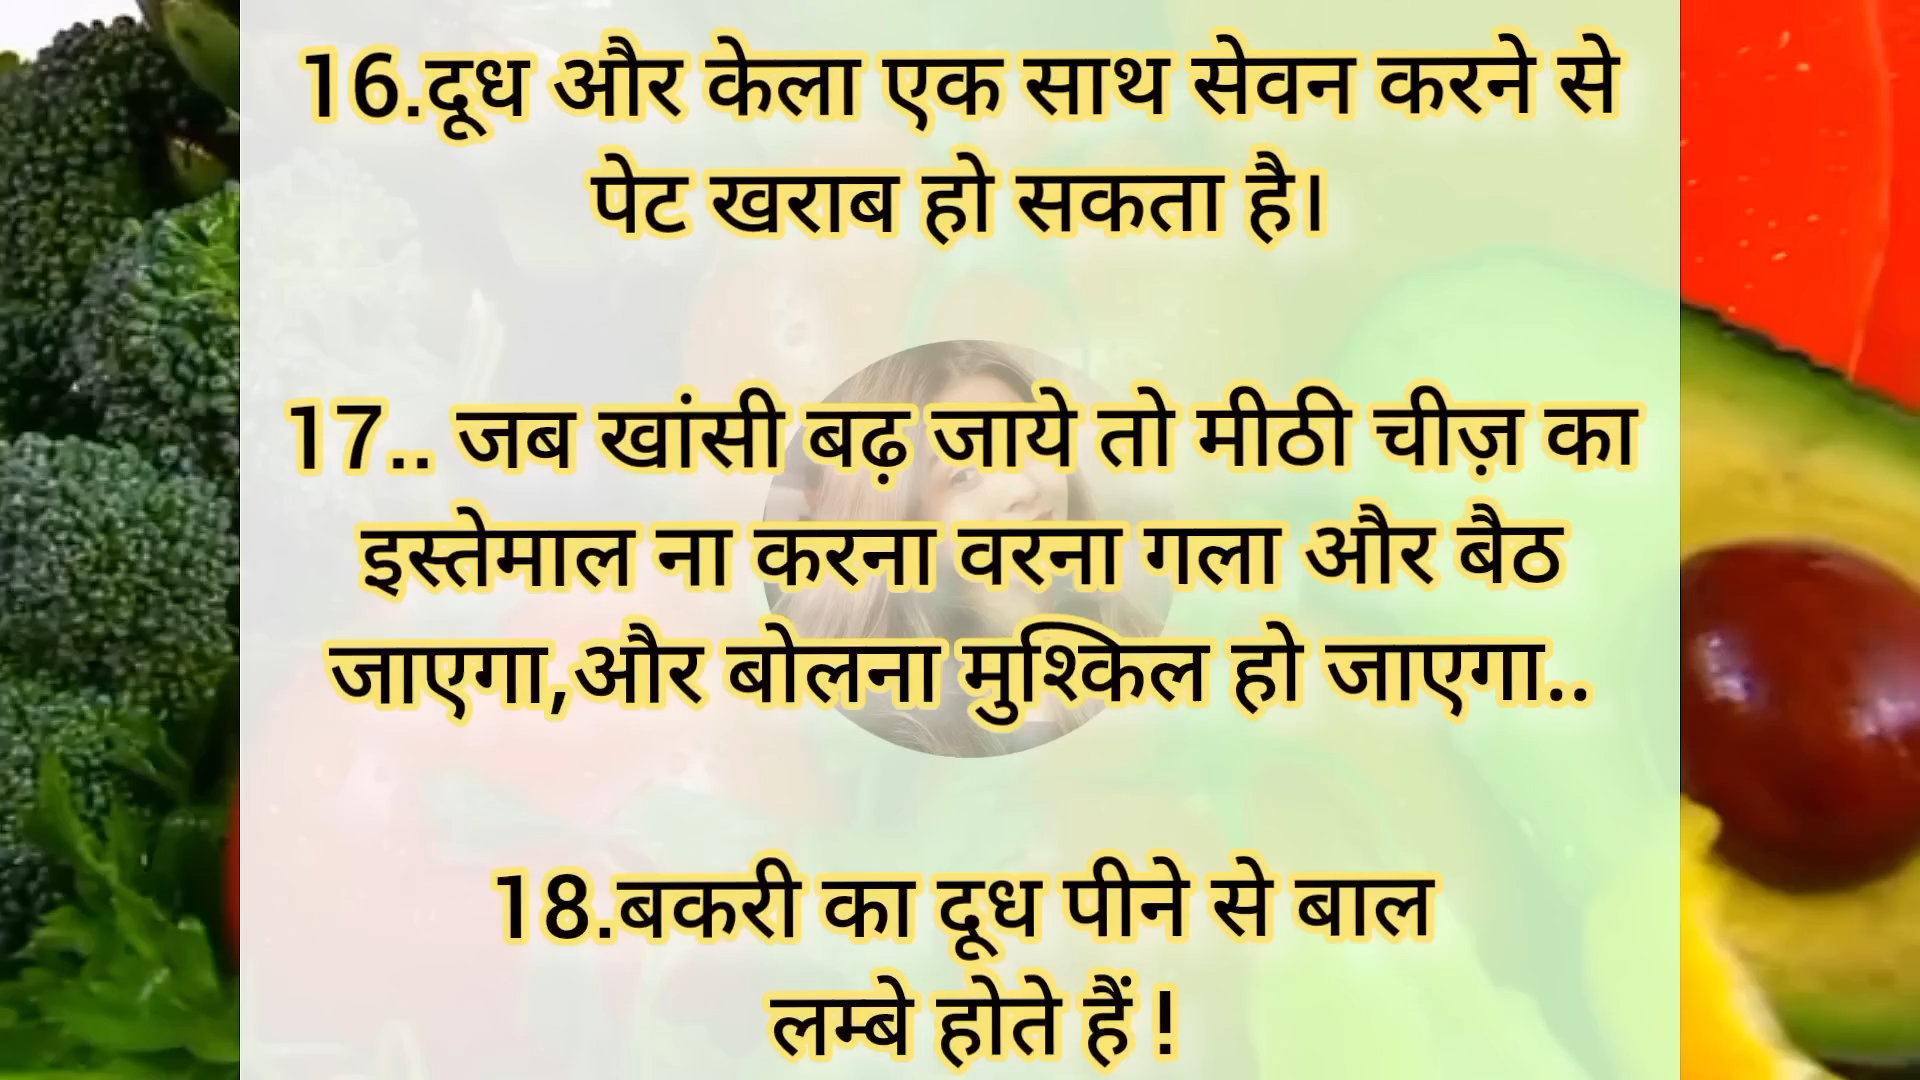 16.दूध और केला एक साथ सेवन करने से
पेट खराब हो सकता है।
17.. जब खांसी बढ़ जाये तो मीठी चीज़ का
इस्तेमाल ना करना वरना गला और बैठ
जाएगा,और बोलना मुश्किल हो जाएगा..
18.बकरी का दूध पीने से बाल
लम्बे होते हैं !